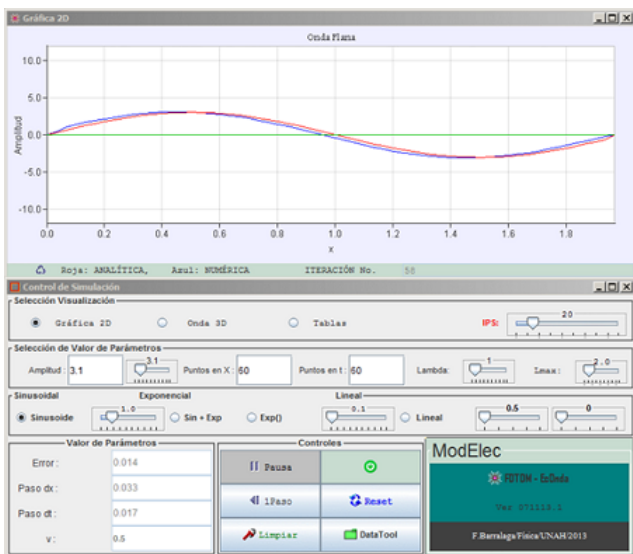 Gráfica 2D
Onda Plana
10.0
5.0
0.0
-5.0
-10.0
Amplitud
0.0 0.2 0.4 0.6 0.8 1.0 1.2 1.4 1.6 1.8
x
Roja: ANALÍTICA, Azul: NUMÉRICA ITERACIÓN No. 58
Control de Simulación
Selección Visualización
Gráfica 2D Onda 3D Tablas IPS: 20
Selección de Valor de Parámetros
Amplitud: 3.1 3.1 Puntos en X: 60 Puntos en t: 60 Lambda: 1 Lmax: 2.0
Sinusoidal Exponencial Lineal
Sinusoide 1.0 Sin + Exp Exp() 0.1 Lineal 0.5 0
Valor de Parámetros
Error: 0.014
Paso dx: 0.033
Paso dt: 0.017
v: 0.5
Controles
Pausa
1Paso Reset
Limpiar DataTool
ModElec
FDTDM - EcOnda
Ver. 071113.1
F.Barralaga/Fisica/UNAH/2013